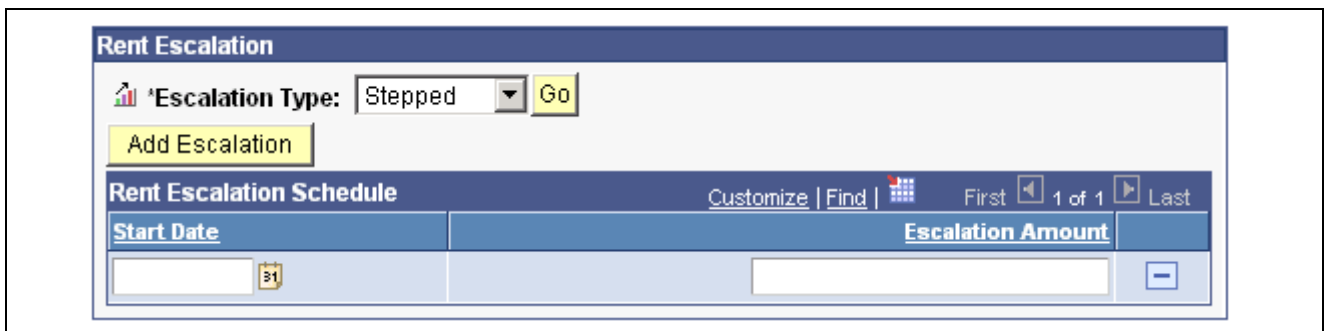 Rent Escalation
*Escalation Type: Stepped Go
Add Escalation
Rent Escalation Schedule Customize | Find | First 1 of 1 Last
Start Date Escalation Amount
31